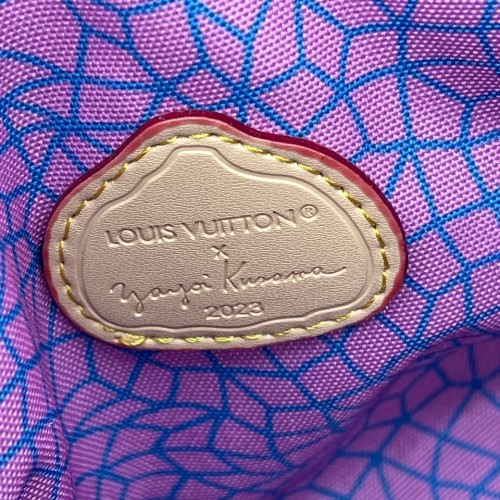 LOUIS VUITTON®
×
Yayoi Kusama
2023